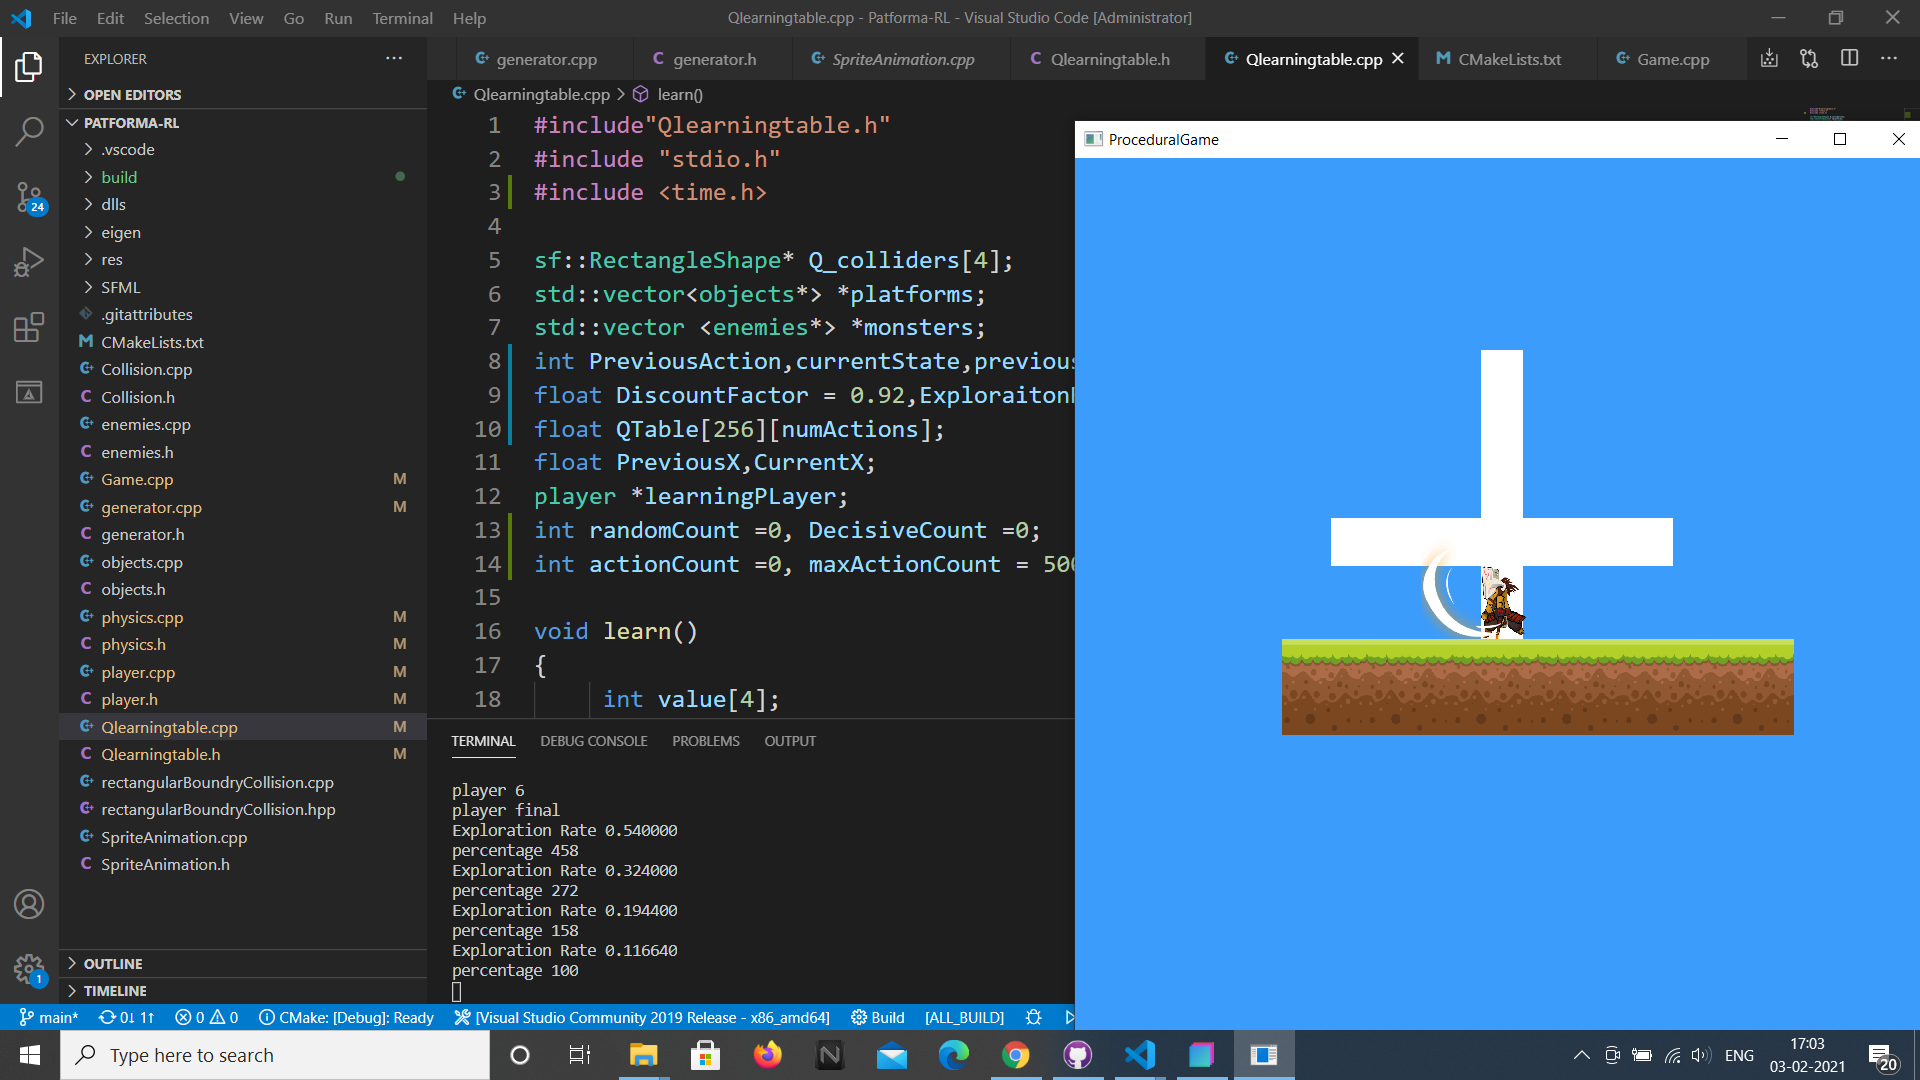 File Edit Selection View Go Run Terminal Help
Qlearningtable.cpp - Patforma-RL - Visual Studio Code [Administrator]
EXPLORER
OPEN EDITORS
PATFORMA-RL
.vscode
build
dlls
eigen
res
SFML
.gitattributes
CMakeLists.txt
Collision.cpp
Collision.h
enemies.cpp
enemies.h
Game.cpp M
generator.cpp M
generator.h
objects.cpp
objects.h
physics.cpp M
physics.h M
player.cpp M
player.h M
Qlearningtable.cpp M
Qlearningtable.h M
rectangularBoundryCollision.cpp
rectangularBoundryCollision.hpp
SpriteAnimation.cpp
SpriteAnimation.h
OUTLINE
TIMELINE
24
1
generator.cpp generator.h SpriteAnimation.cpp Qlearningtable.h Qlearningtable.cpp CMakeLists.txt Game.cpp
Qlearningtable.cpp > learn()
1 #include"Qlearningtable.h"
2 #include "stdio.h"
3 #include <time.h>
4
5 sf::RectangleShape* Q_colliders[4];
6 std::vector<objects*> *platforms;
7 std::vector <enemies*> *monsters;
8 int PreviousAction,currentState,previous
9 float DiscountFactor = 0.92,Exploraiton
10 float QTable[256][numActions];
11 float PreviousX,CurrentX;
12 player *learningPLayer;
13 int randomCount =0, DecisiveCount =0;
14 int actionCount =0, maxActionCount = 500
15
16 void learn()
17 {
18 int value[4];
TERMINAL DEBUG CONSOLE PROBLEMS OUTPUT
player 6
player final
Exploration Rate 0.540000
percentage 458
Exploration Rate 0.324000
percentage 272
Exploration Rate 0.194400
percentage 158
Exploration Rate 0.116640
percentage 100
ProceduralGame
main* 0↓ 1↑ 0 0 CMake: [Debug]: Ready [Visual Studio Community 2019 Release - x86_amd64] Build [ALL_BUILD]
Type here to search
N
ENG
17:03
03-02-2021
20